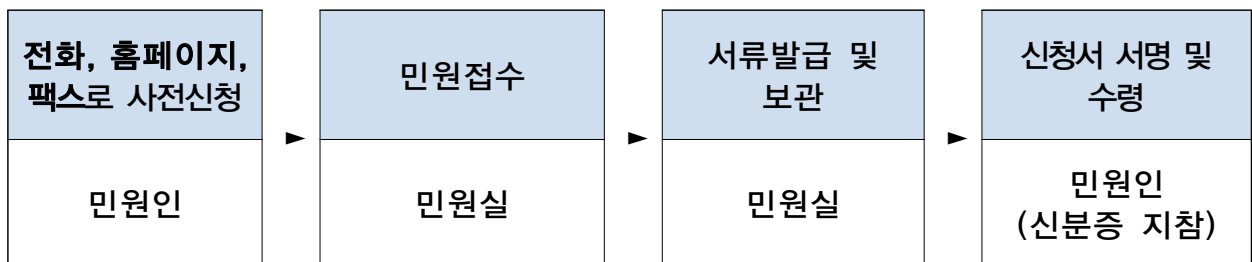 전화, 홈페이지,
팩스로 사전신청
민원인
►
민원접수
민원실
►
서류발급 및
보관
민원실
►
신청서 서명 및
수령
민원인
(신분증 지참)